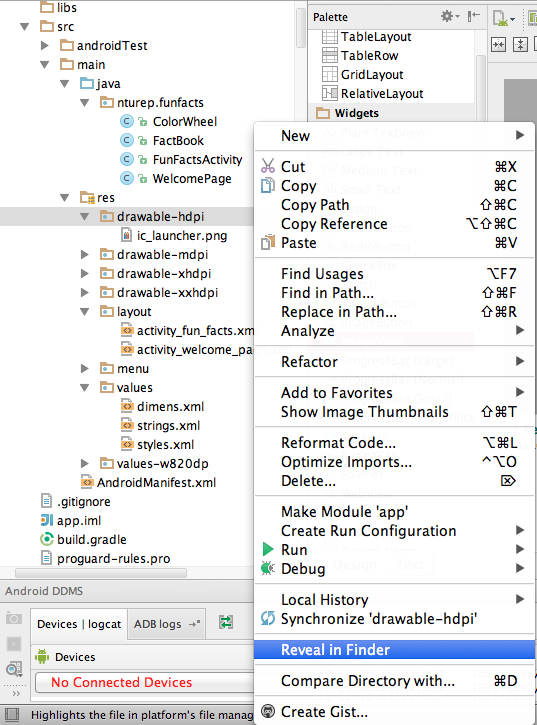 libs
src
androidTest
main
java
nturep.funfacts
ColorWheel
FactBook
FunFactsActivity
WelcomePage
res
drawable-hdpi
ic_launcher.png
drawable-mdpi
drawable-xhdpi
drawable-xxhdpi
layout
activity_fun_facts.xm
activity_welcome_pa
menu
values
dimens.xml
strings.xml
styles.xml
values-w820dp
AndroidManifest.xml
.gitignore
app.iml
build.gradle
proguard-rules.pro
Palette
TableLayout
TableRow
GridLayout
RelativeLayout
Widgets
New
Cut ⌘X
Copy ⌘C
Copy Path ⇧⌘C
Copy Reference ⌥⇧⌘C
Paste ⌘V
Find Usages ⌥F7
Find in Path... ⇧⌘F
Replace in Path... ⇧⌘R
Analyze
Refactor
Add to Favorites
Show Image Thumbnails ⇧⌘T
Reformat Code... ⌥⌘L
Optimize Imports... ^⌥O
Delete... ⌦
Make Module 'app'
Create Run Configuration
Run
Debug
Local History
Synchronize 'drawable-hdpi'
Reveal in Finder
Compare Directory with... ⌘D
Create Gist...
Android DDMS
Devices | logcat
ADB logs
Devices
No Connected Devices
Highlights the file in platform's file manag